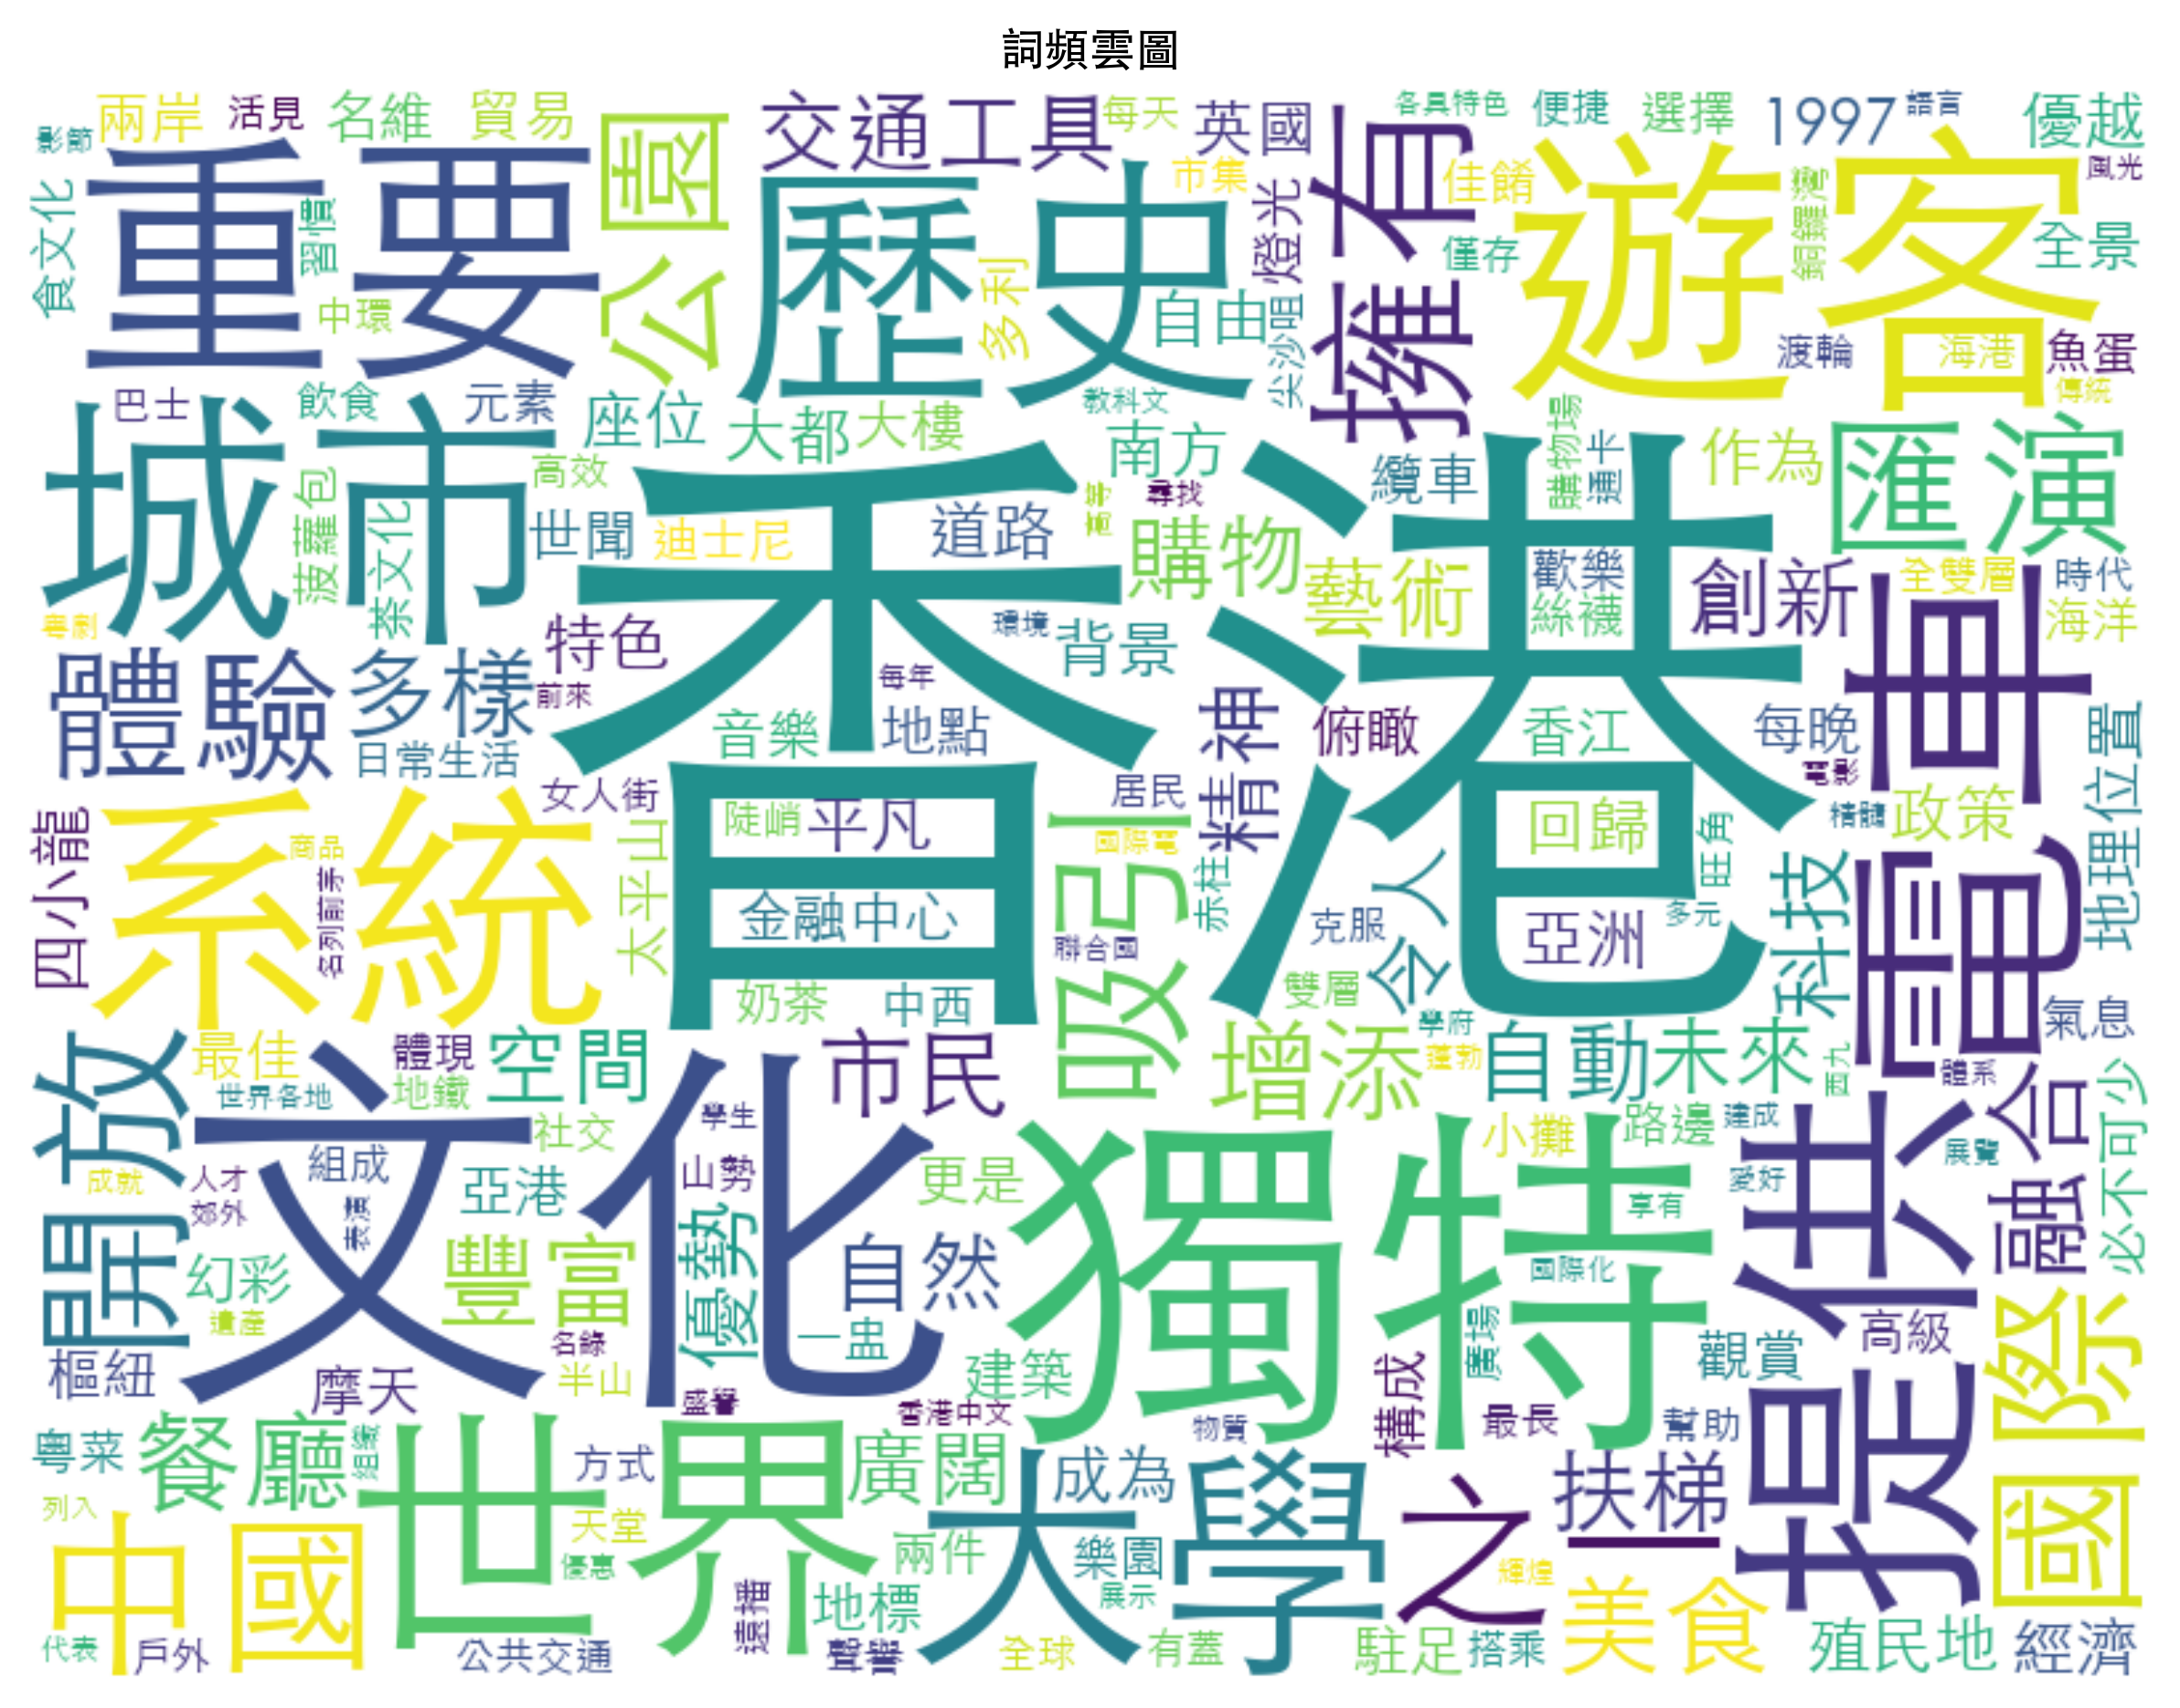 詞頻雲圖
影節
兩岸
活見
名維
貿易
公園
交通工具
每天
英國
各具特色
便捷
選擇
1997
語言
優越
食文化
重要
習慣
中環
歷史
多利
市集
自由
燈光
尖沙咀
擁有
佳餚
僅存
遊客
銅鑼灣
風光
全景
渡輪
海港
魚蛋
傳統
城市
巴士
飲食
元素
座位
大都
大樓
教科文
南方
尋找
高等
纜車
購物場
通卡
作為
匯演
菠蘿包
茶文化
高效
世聞
迪士尼
道路
購物
藝術
歡樂
絲襪
創新
全雙層
時代
海洋
粵劇
香港
體驗
多樣
特色
前來
每年
環境
背景
日常生活
音樂
地點
精神
俯瞰
香江
每晚
電影
電車
地理位置
四小龍
系統
商品
名列前茅
女人街
太平山
陡峭
平凡
居民
國際電
吸引
赤柱
回歸
旺角
精髓
政策
金融中心
聯合國
克服
令人
亞洲
多元
科技
奶茶
中西
雙層
學府
氣息
開放
最佳
體現
空間
市民
增添
蓬勃
自動
未來
西九
體系
融合
必不可少
世界各地
地鐵
社交
學生
文化
組成
成就
人才
郊外
表演
亞港
山勢
更是
獨特
小攤
路邊
建成
展覽
愛好
享有
提供
幻彩
遺產
豐富
優勢
自然
一盅
國際化
廣場
觀賞
高級
國際
樞紐
摩天
名錄
半山
建築
盛譽
香港中文
物質
構成
最長
幫助
粵菜
餐廳
組織
世界
方式
廣闊
成為
大學
之一
扶梯
列入
中國
天堂
優惠
兩件
樂園
展示
輝煌
美食
代表
戶外
公共交通
遠播
地標
聲譽
全球
有蓋
駐足
搭乘
殖民地
經濟